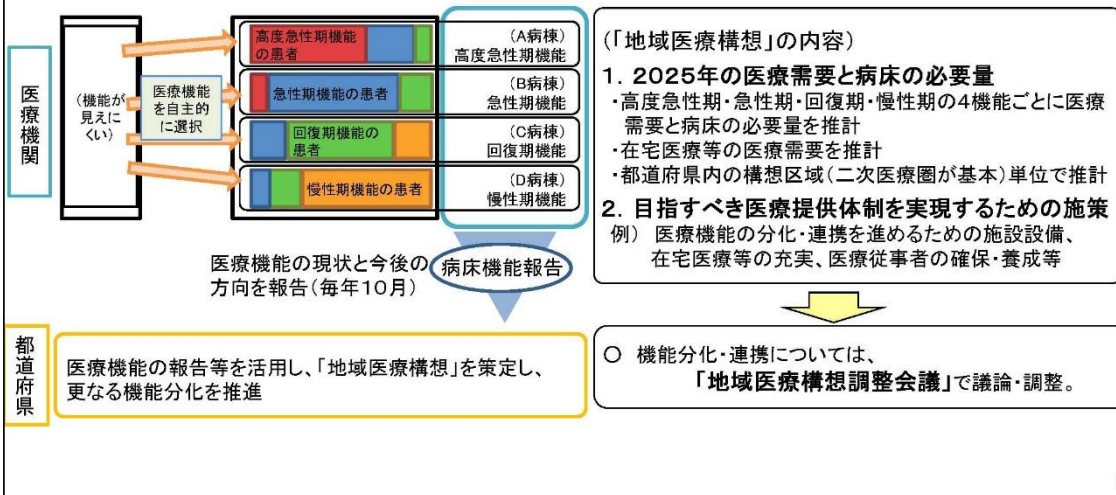 医療機関
(機能が
見えに
くい)
医療機能
を自主的
に選択
高度急性期機能
の患者
(A病棟)
高度急性期機能
急性期機能の患者
(B病棟)
急性期機能
回復期機能の
患者
(C病棟)
回復期機能
慢性期機能の患者
(D病棟)
慢性期機能
医療機能の現状と今後の
方向を報告(毎年10月)
病床機能報告
都道府県
医療機能の報告等を活用し、「地域医療構想」を策定し、
更なる機能分化を推進
(「地域医療構想」の内容)
1. 2025年の医療需要と病床の必要量
・高度急性期・急性期・回復期・慢性期の4機能ごとに医療
需要と病床の必要量を推計
・在宅医療等の医療需要を推計
・都道府県内の構想区域(二次医療圏が基本)単位で推計
2. 目指すべき医療提供体制を実現するための施策
例) 医療機能の分化・連携を進めるための施設設備、
在宅医療等の充実、医療従事者の確保・養成等
○ 機能分化・連携については、
「地域医療構想調整会議」で議論・調整。